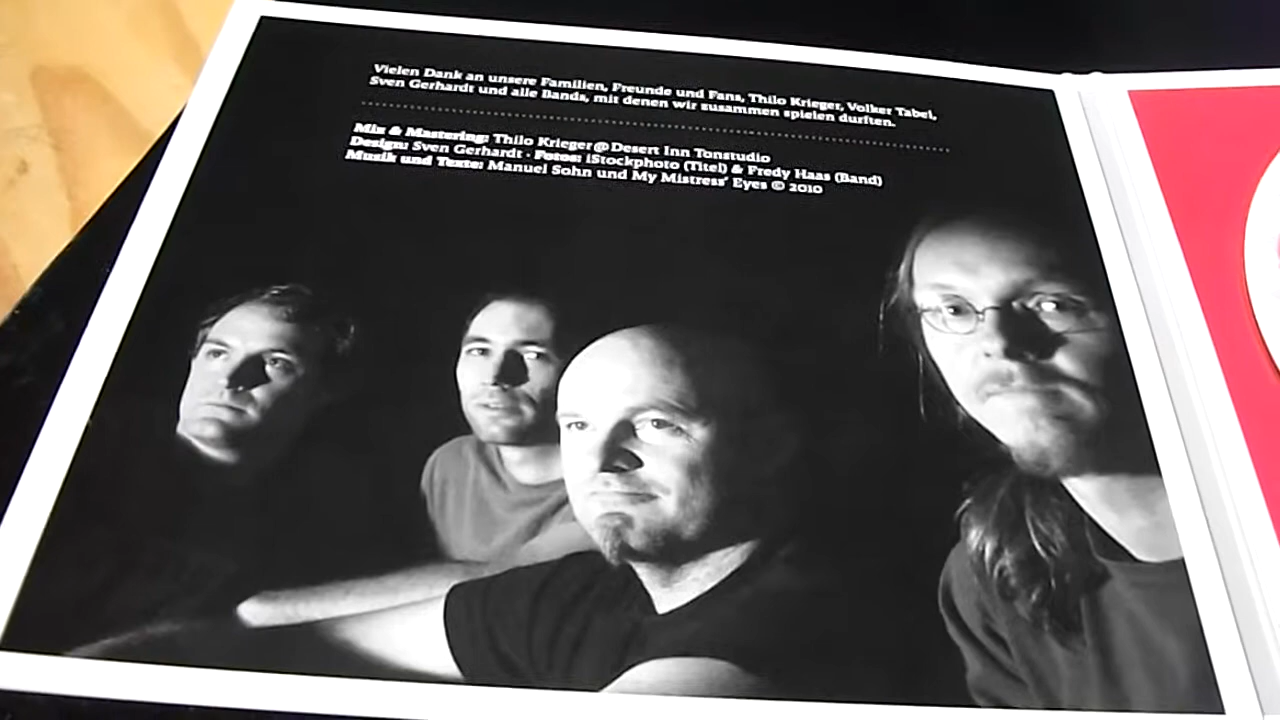 Vielen Dank an unsere Familien, Freunde und Fans, Thilo Krieger, Volker Tabel,
Sven Gerhardt und alle Bands, mit denen wir zusammen spielen durften.
Mix & Mastering: Thilo Krieger @ Desert Inn Tonstudio
Design: Sven Gerhardt · Fotos: iStockphoto (Titel) & Fredy Haas (Band)
Musik und Texte: Manuel Sohn und My Mistress' Eyes © 2010